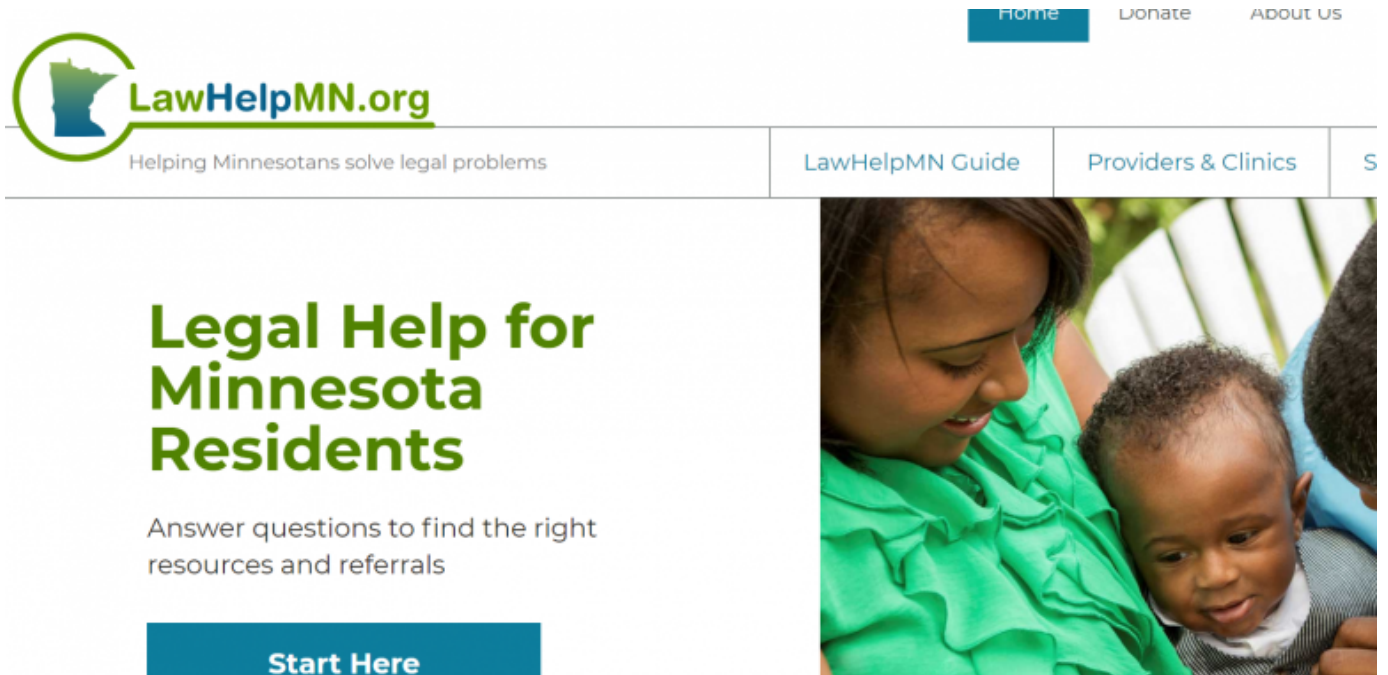 Home Donate About Us
LawHelpMN.org
Helping Minnesotans solve legal problems
LawHelpMN Guide
Providers & Clinics
S
Legal Help for
Minnesota
Residents
Answer questions to find the right
resources and referrals
Start Here